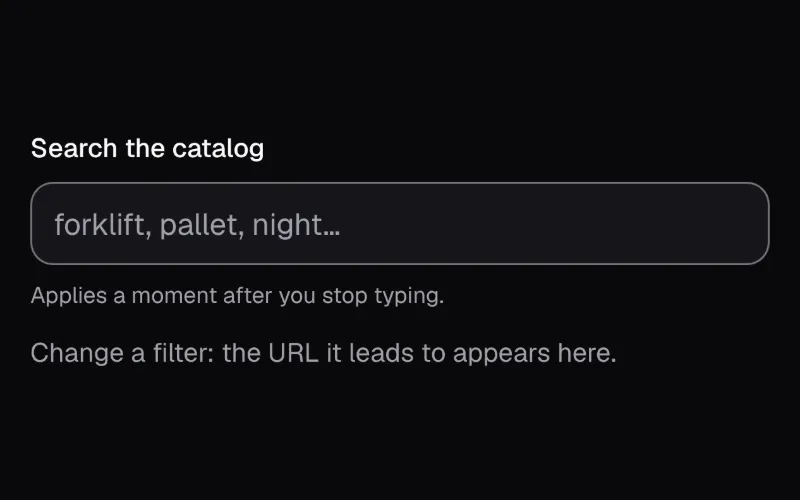 Search the catalog
forklift, pallet, night…
Applies a moment after you stop typing.
Change a filter: the URL it leads to appears here.